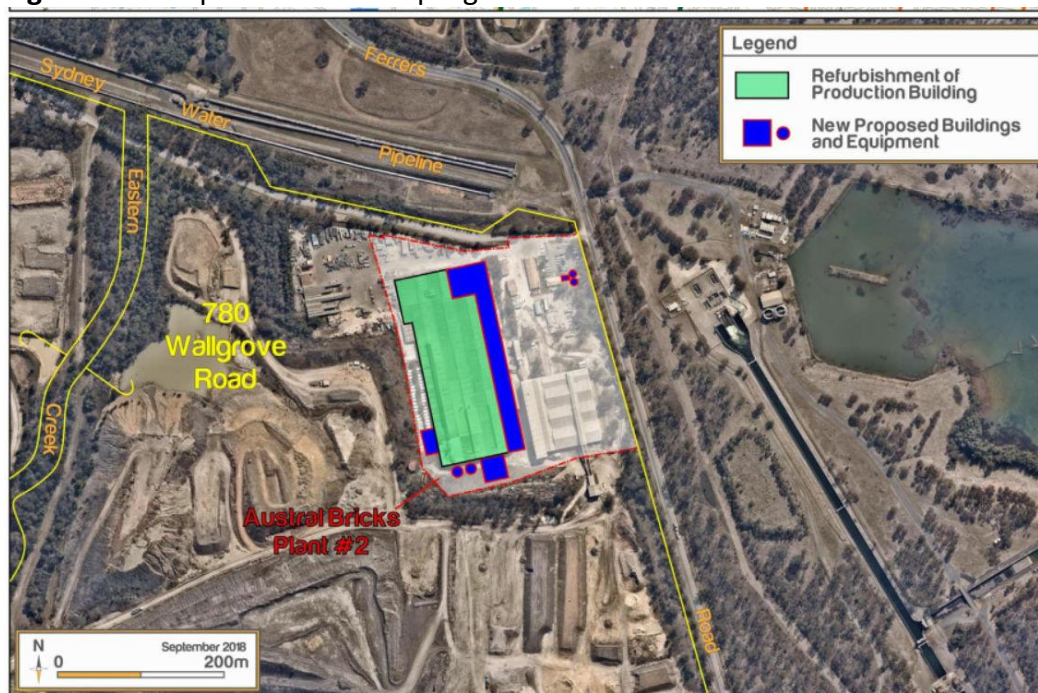 Legend
Refurbishment of
Production Building
New Proposed Buildings
and Equipment
Ferrers
Sydney
Water
Pipeline
Eastern
780
Wallgrove
Road
Creek
Austral Bricks
Plant #2
Road
N
September 2018
0
200m